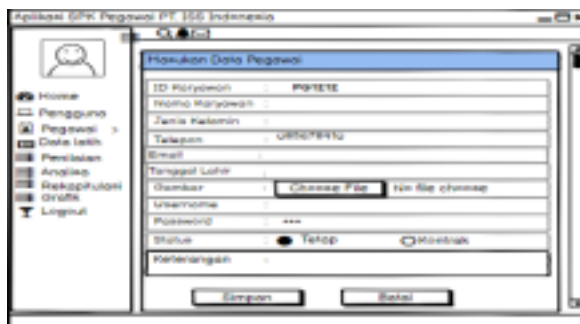 Aplikasi SPK Pegawai PT. ISS Indonesia
Masukan Data Pegawai
Home
Pengguna
Pegawai >
Data latih
Penilaian
Analisa
Rekapitulasi
Grafik
Logout
ID Karyawan :
Nama Karyawan :
Jenis Kelamin :
Telepon :
Email :
Tanggal Lahir :
Gambar : Choose File No file choose
Username :
Password : ***
Status : Tetap Kontrak
Keterangan :
Simpan Batal